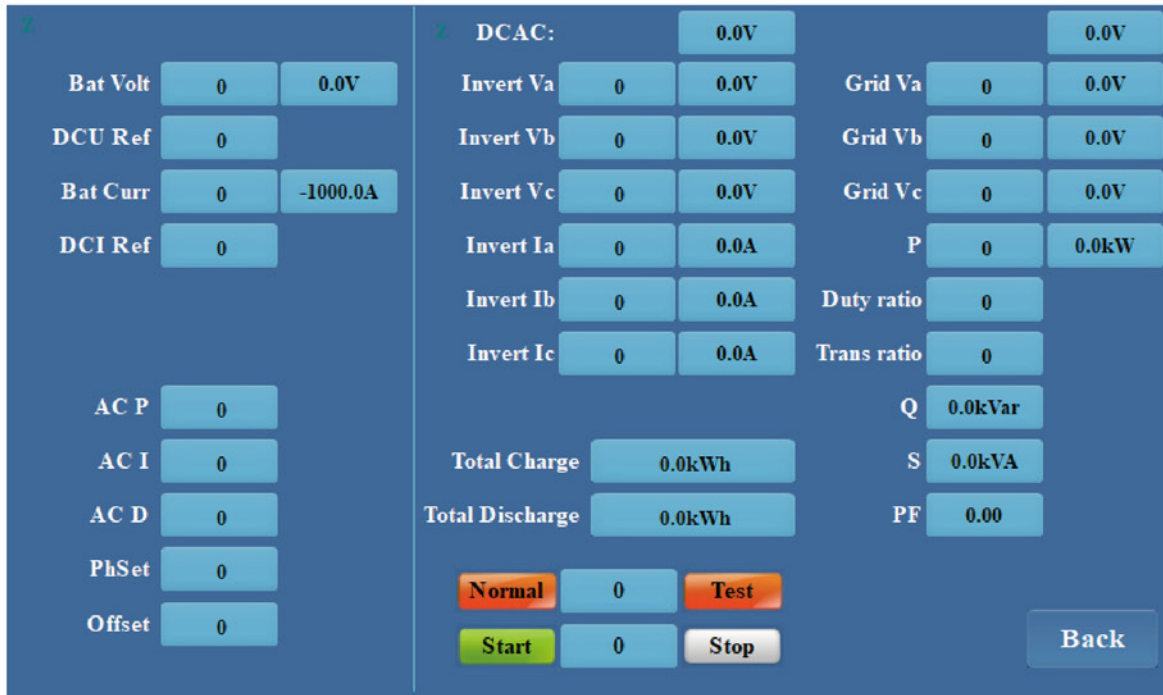 Z
Bat Volt 0 0.0V
DCU Ref 0
Bat Curr 0 -1000.0A
DCI Ref 0
AC P 0
AC I 0
AC D 0
PhSet 0
Offset 0
Z DCAC: 0.0V
Invert Va 0 0.0V
Invert Vb 0 0.0V
Invert Vc 0 0.0V
Invert Ia 0 0.0A
Invert Ib 0 0.0A
Invert Ic 0 0.0A
Total Charge 0.0kWh
Total Discharge 0.0kWh
Normal 0 Test
Start 0 Stop
0.0V
Grid Va 0 0.0V
Grid Vb 0 0.0V
Grid Vc 0 0.0V
P 0 0.0kW
Duty ratio 0
Trans ratio 0
Q 0.0kVar
S 0.0kVA
PF 0.00
Back